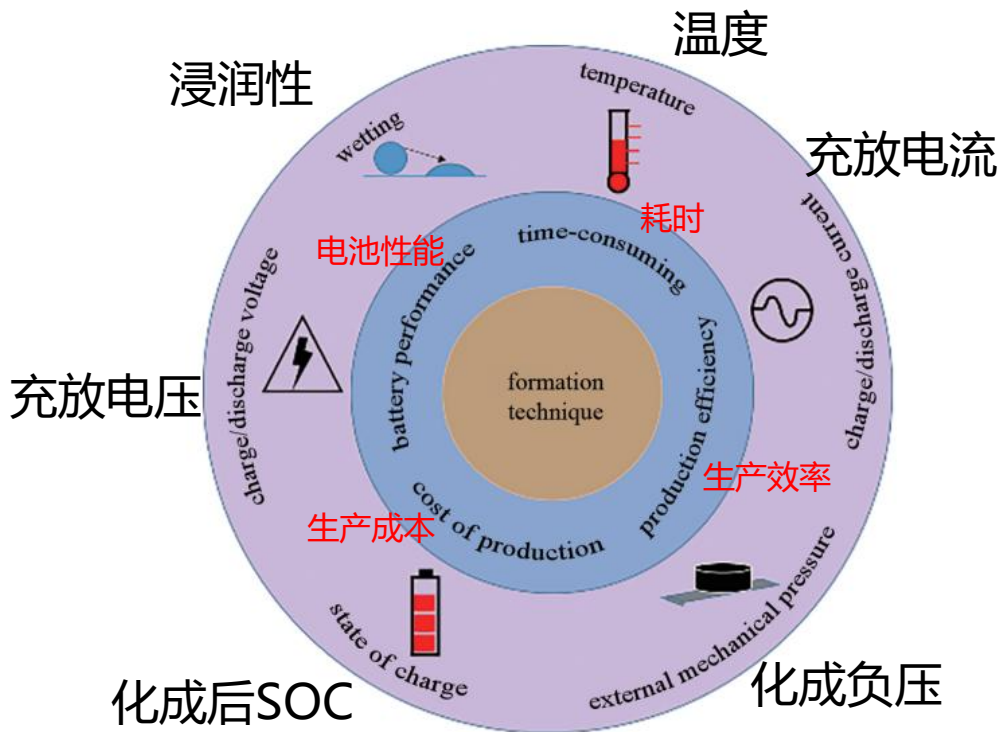 温度
浸润性
temperature
wetting
充放电流
耗时
电池性能
time-consuming
charge/discharge current
battery performance
charge/discharge voltage
充放电压
formation
technique
production efficiency
生产效率
生产成本
cost of production
state of charge
external mechanical pressure
化成后SOC
化成负压